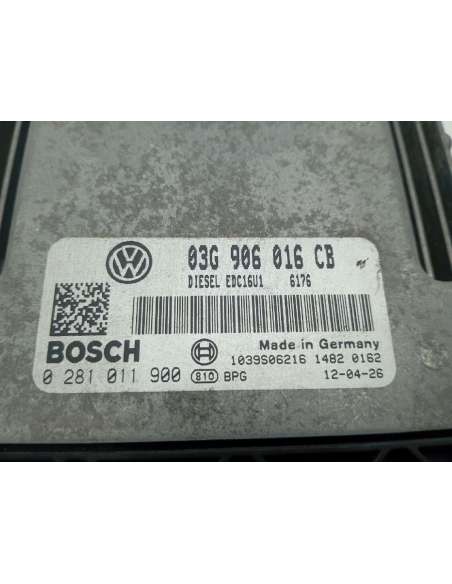 03G 906 016 CB
DIESEL EDC16U1 6176
BOSCH
Made in Germany
1039S06216 1482 0162
0 281 011 900 810 BPG 12-04-26